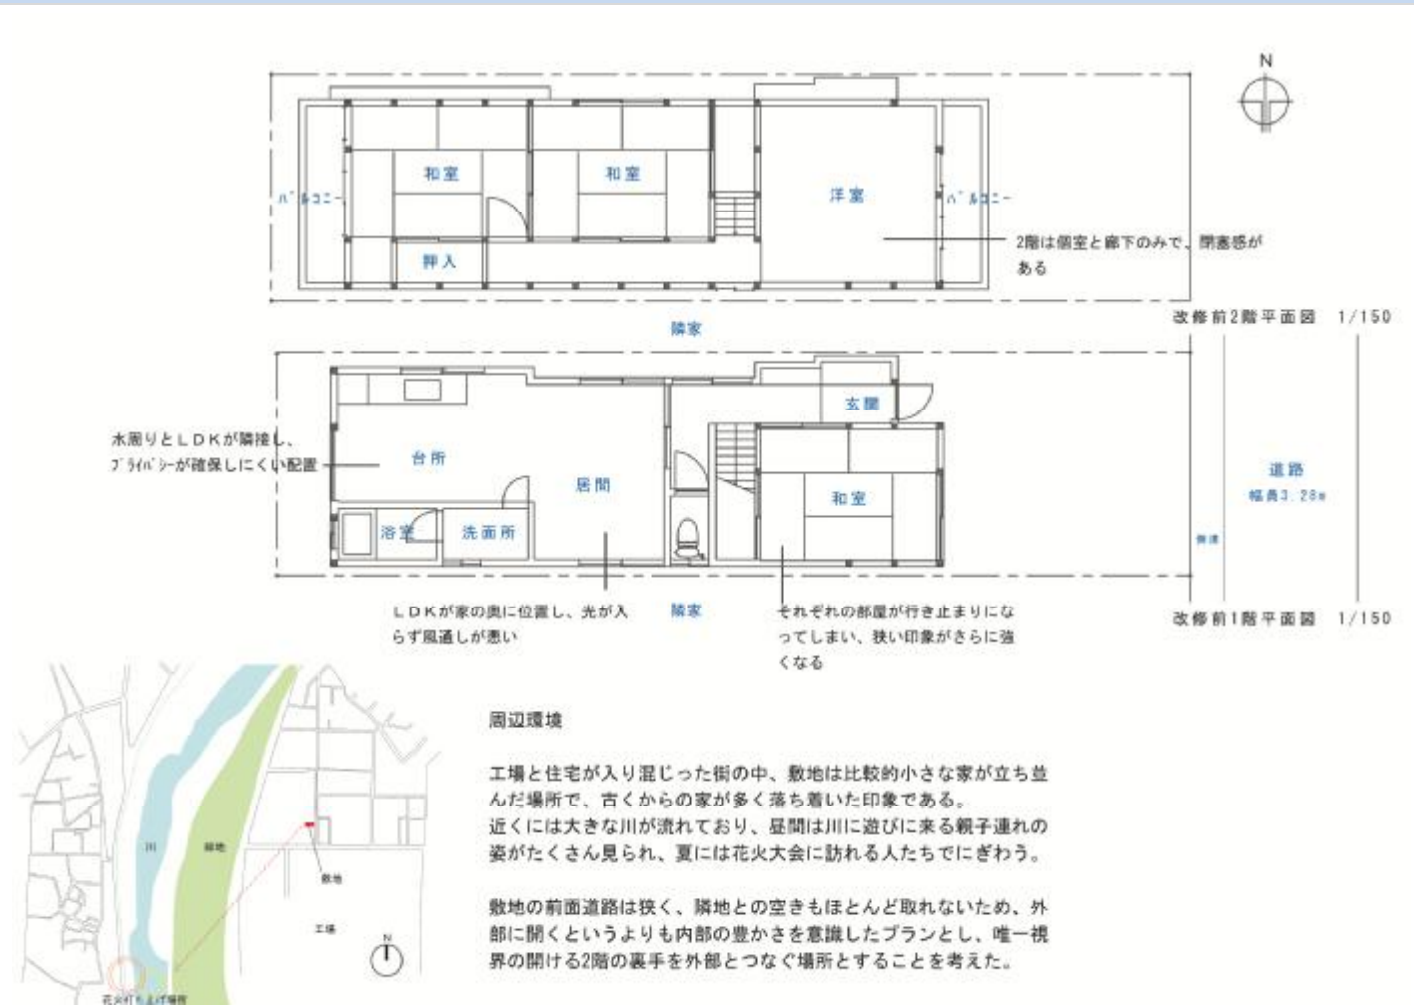 N
和室
和室
洋室
バルコニー
バルコニー
押入
2階は個室と廊下のみで、閉塞感が
ある
改修前2階平面図 1/150
隣家
玄関
水周りとＬＤＫが隣接し、
プライバシーが確保しにくい配置
台所
居間
和室
浴室
洗面所
道路
幅員3.28m
側溝
ＬＤＫが家の奥に位置し、光が入
らず風通しが悪い
隣家
それぞれの部屋が行き止まりにな
ってしまい、狭い印象がさらに強
くなる
改修前1階平面図 1/150
周辺環境
工場と住宅が入り混じった街の中、敷地は比較的小さな家が立ち並
んだ場所で、古くからの家が多く落ち着いた印象である。
近くには大きな川が流れており、昼間は川に遊びに来る親子連れの
姿がたくさん見られ、夏には花火大会に訪れる人たちでにぎわう。
敷地の前面道路は狭く、隣地との空きもほとんど取れないため、外
部に開くというよりも内部の豊かさを意識したプランとし、唯一視
界の開ける2階の裏手を外部とつなぐ場所とすることを考えた。
川
緑地
敷地
工場
N
花火打ち上げ場所